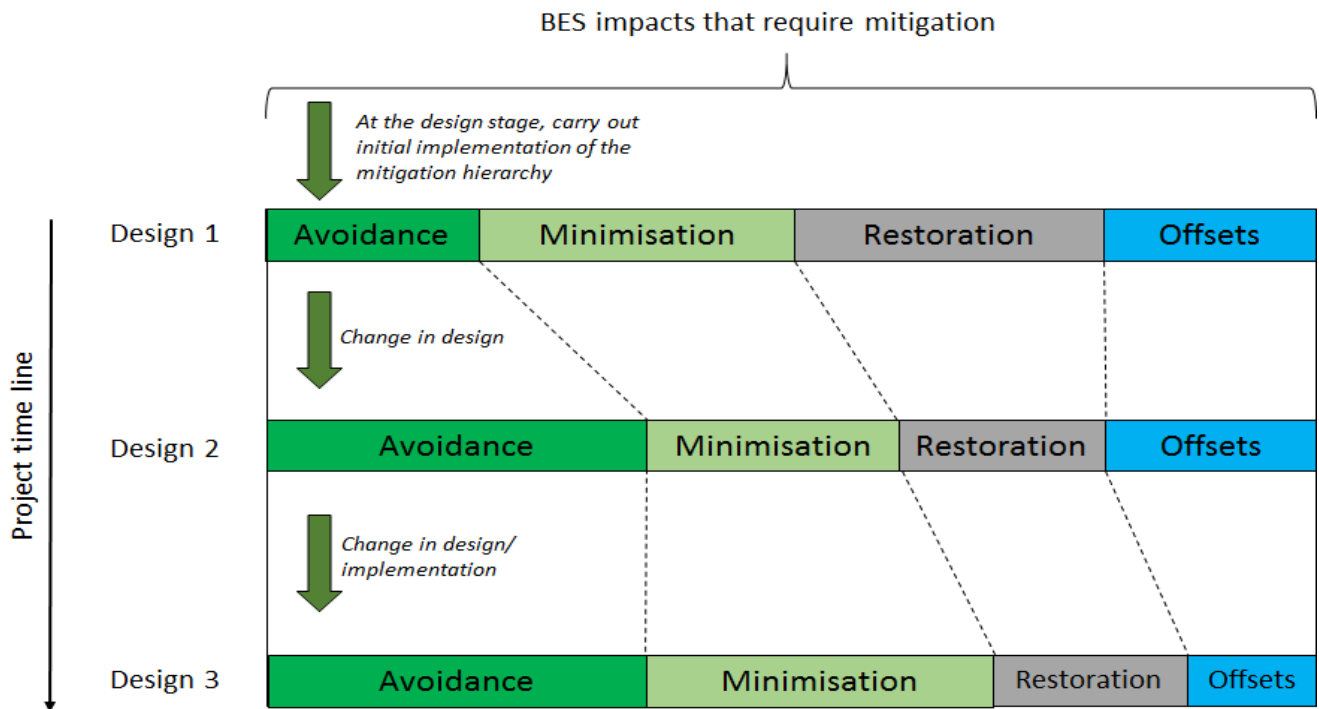 BES impacts that require mitigation
At the design stage, carry out
initial implementation of the
mitigation hierarchy
Project time line
Design 1
Avoidance
Minimisation
Restoration
Offsets
Change in design
Design 2
Avoidance
Minimisation
Restoration
Offsets
Change in design/
implementation
Design 3
Avoidance
Minimisation
Restoration
Offsets